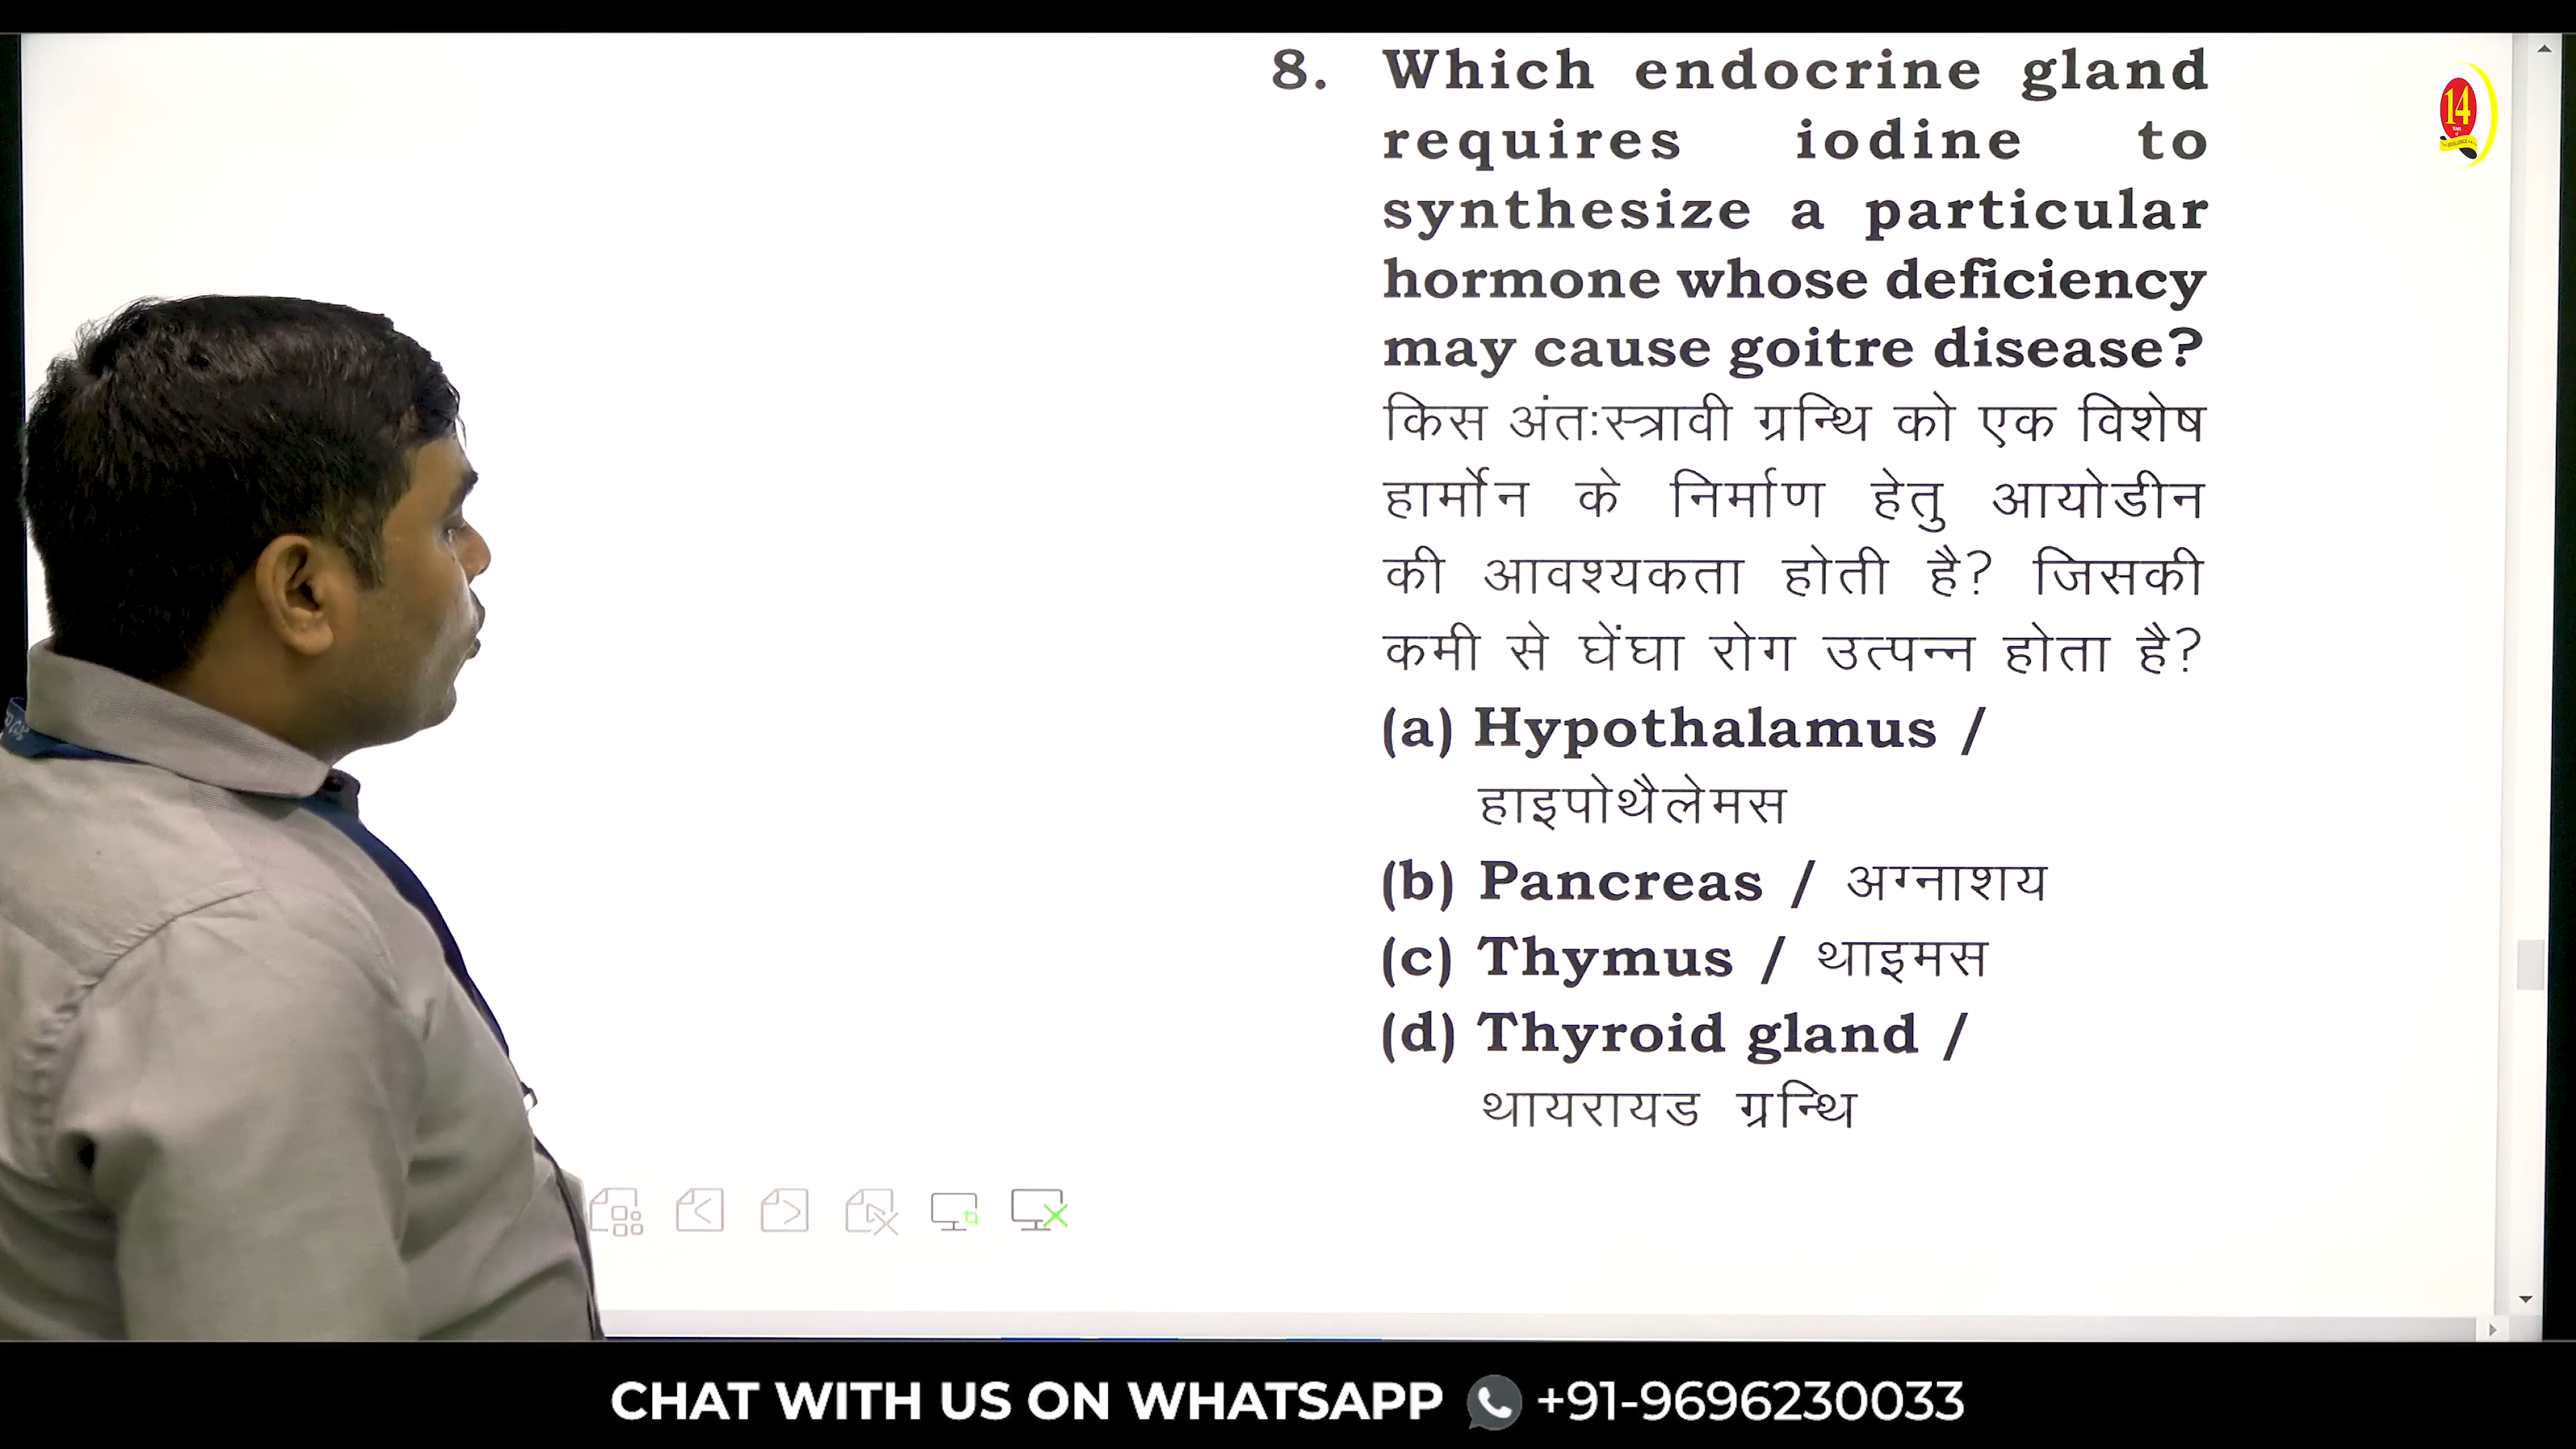 8. Which endocrine gland
requires iodine to
synthesize a particular
hormone whose deficiency
may cause goitre disease?
किस अंतःस्त्रावी ग्रन्थि को एक विशेष
हार्मोन के निर्माण हेतु आयोडीन
की आवश्यकता होती है? जिसकी
कमी से घेंघा रोग उत्पन्न होता है?
(a) Hypothalamus /
हाइपोथैलेमस
(b) Pancreas / अग्नाशय
(c) Thymus / थाइमस
(d) Thyroid gland /
थायरायड ग्रन्थि
14
CHAT WITH US ON WHATSAPP +91-9696230033